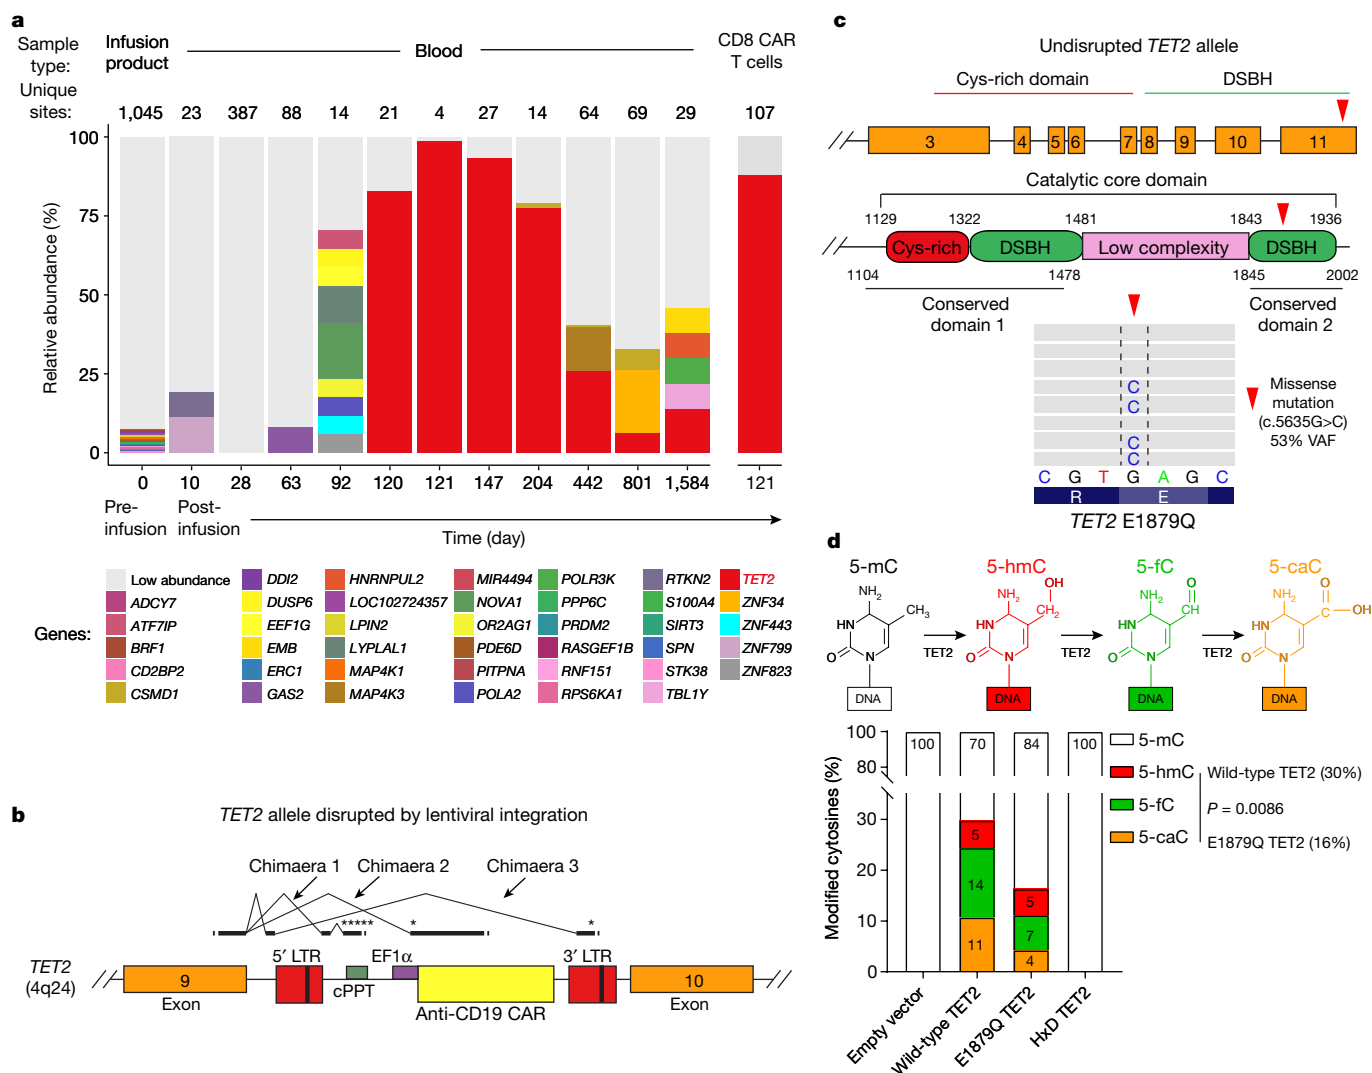 a
Sample type:
Infusion product
Blood
CD8 CAR T cells
Unique sites:
1,045 23 387 88 14 21 4 27 14 64 69 29 107
Relative abundance (%)
100
75
50
25
0
0 10 28 63 92 120 121 147 204 442 801 1,584 121
Pre-infusion
Post-infusion
Time (day)
Genes:
Low abundance
ADCY7
ATF7IP
BRF1
CD2BP2
CSMD1
DDI2
DUSP6
EEF1G
EMB
ERC1
GAS2
HNRNPUL2
LOC102724357
LPIN2
LYPLAL1
MAP4K1
MAP4K3
MIR4494
NOVA1
OR2AG1
PDE6D
PITPNA
POLA2
POLR3K
PPP6C
PRDM2
RASGEF1B
RNF151
RPS6KA1
RTKN2
S100A4
SIRT3
SPN
STK38
TBL1Y
TET2
ZNF34
ZNF443
ZNF799
ZNF823
b
TET2 allele disrupted by lentiviral integration
Chimaera 1
Chimaera 2
Chimaera 3
***** * *
TET2
(4q24)
9
Exon
5′ LTR
cPPT
EF1α
Anti-CD19 CAR
3′ LTR
10
Exon
c
Undisrupted TET2 allele
Cys-rich domain
DSBH
3 4 5 6 7 8 9 10 11
Catalytic core domain
1129 1322 1481 1843 1936
Cys-rich DSBH Low complexity DSBH
1104 1478 1845 2002
Conserved domain 1
Conserved domain 2
C
C
C
C
C G T G A G C
R E
TET2 E1879Q
Missense
mutation
(c.5635G>C)
53% VAF
d
5-mC
5-hmC
5-fC
5-caC
NH2
CH3
HN
O
N
DNA
TET2
OH
NH2
CH2
HN
O
N
DNA
TET2
O
NH2
CH
HN
O
N
DNA
TET2
O
NH2
C
OH
HN
O
N
DNA
Modified cytosines (%)
100
80
30
20
10
0
100
70
5
14
11
84
5
7
4
100
Empty vector
Wild-type TET2
E1879Q TET2
HxD TET2
5-mC
5-hmC
5-fC
5-caC
Wild-type TET2 (30%)
P = 0.0086
E1879Q TET2 (16%)